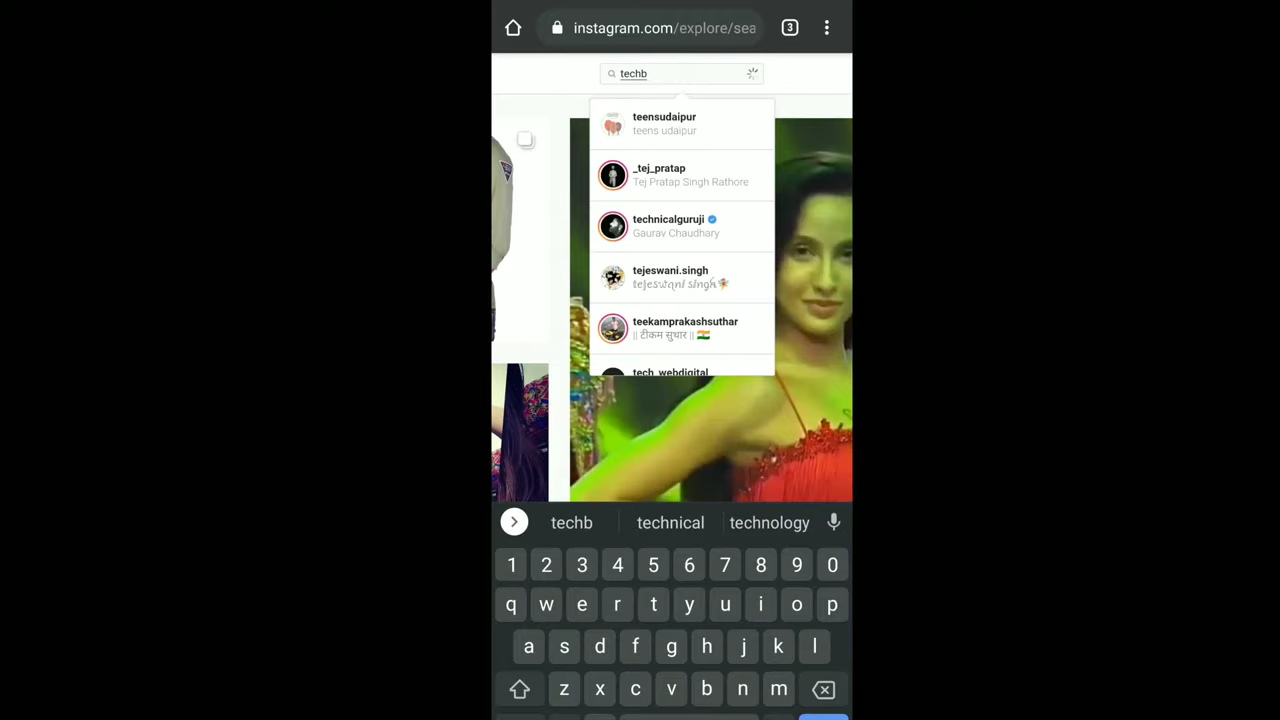 instagram.com/explore/sea
3
techb
teensudaipur
teens udaipur
_tej_pratap
Tej Pratap Singh Rathore
technicalguruji
Gaurav Chaudhary
tejeswani.singh
tejeswani singh🧚
teekamprakashsuthar
|| टीकम सुथार || 🇮🇳
tech_webdigital
techb technical technology
1 2 3 4 5 6 7 8 9 0
q w e r t y u i o p
a s d f g h j k l
z x c v b n m